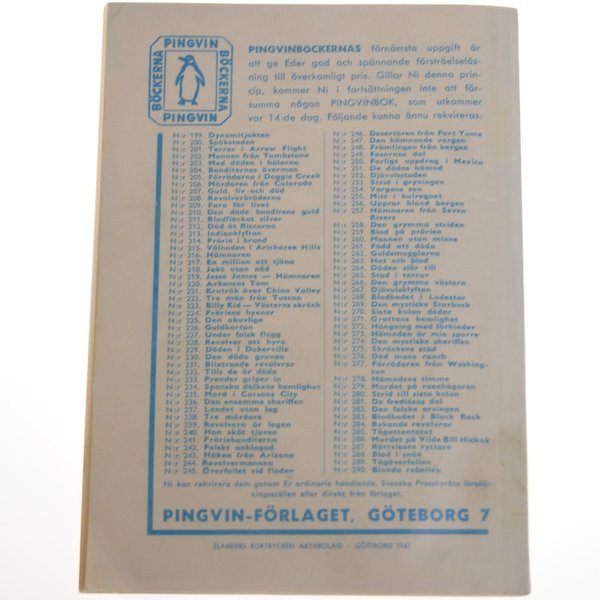 PINGVIN
BÖCKERNA
BÖCKERNA
PINGVIN
PINGVINBÖCKERNAS förnämsta uppgift är
att ge Eder god och spännande förströelseläs-
ning till överkomligt pris. Gillar Ni denna prin-
cip, kommer Ni i fortsättningen inte att för-
summa någon PINGVINBOK, som utkommer
var 14:de dag. Följande kunna ännu rekvireras:
N:r 199. Dynamitjakten
N:r 200. Spökstaden
N:r 201. Terror i Arrow Flight
N:r 202. Mannen från Tombstone
N:r 203. Med döden i hälarna
N:r 204. Banditernas överman
N:r 205. Förrädarna i Doggie Creek
N:r 206. Mördaren från Colorado
N:r 207. Guld, liv och död
N:r 208. Revolverbröderna
N:r 209. Fara för livet
N:r 210. Den döde banditens guld
N:r 211. Blodfläckat silver
N:r 212. Död åt Riccarno
N:r 213. Indianklyftan
N:r 214. Prärie i brand
N:r 215. Vålnaden i Arickaree Hills
N:r 216. Hämnaren
N:r 217. En million att tjäna
N:r 218. Jakt utan nåd
N:r 219. Jesse James — Hämnaren
N:r 220. Arkansas Tom
N:r 221. Krutrök över Chino Valley
N:r 222. Tre män från Tuscon
N:r 223. Billy Kid — Västerns skräck
N:r 224. Präriens hyenor
N:r 225. Den okuvlige
N:r 226. Guldkortan
N:r 227. Under falsk flagg
N:r 228. Revolver att hyra
N:r 229. Döden i Dukerville
N:r 230. Den döda gruvan
N:r 231. Blixtrande revolvrar
N:r 232. Tills de är döda
N:r 233. Prender griper in
N:r 234. Spanska dalkens hemlighet
N:r 235. Mord i Carsons City
N:r 236. Den ensamme sheriffen
N:r 237. Landet utan lag
N:r 238. Tre mördare
N:r 239. Revolvern är lagen
N:r 240. Han sköt tjuven
N:r 241. Präriebanditerna
N:r 242. Falskt anklagad
N:r 243. Håken från Arizona
N:r 244. Revolvermannen
N:r 245. Överfallet vid floden
N:r 246. Desertören från Fort Yume
N:r 247. Den hämnande vargen
N:r 248. Främlingen från bergen
N:r 249. Fasornas dal
N:r 250. Farligt uppdrag i Mexico
N:r 251. De dödas hämnd
N:r 252. Djävulsstaden
N:r 253. Strid i gryningen
N:r 254. Vargens son
N:r 255. Mitt i kulregnet
N:r 256. Uppror bland bergen
N:r 257. Hämnaren från Seven
Rivers
N:r 258. Den grymma striden
N:r 259. Blod på prärien
N:r 260. Mannen utan minne
N:r 261. Född att döda
N:r 262. Guldsmugglarna
N:r 263. Hat och blod
N:r 264. Döden slår till
N:r 265. Stad i terror
N:r 266. Den grymma västern
N:r 267. Djävulsklyftan
N:r 268. Blodbadet i Lodestar
N:r 269. Den mystiske Starbuck
N:r 270. Sista kulan dödar
N:r 271. Grottans hemlighet
N:r 272. Hängning med förhinder
N:r 273. Hämnden är min sporre
N:r 274. Den mystiske sheriffen
N:r 275. Skräckens stad
N:r 276. Död mans ranch
N:r 277. Förrädaren från Washing-
ton
N:r 278. Hämndens timme
N:r 279. Mordet på ranchägaren
N:r 280. Strid till sista kulan
N:r 281. De fredlösas dal
N:r 282. Den falske arvingen
N:r 283. Blodbadet i Black Rock
N:r 284. Rykande revolvrar
N:r 285. Tågattentatet
N:r 286. Mordet på Vilde Bill Hickok
N:r 287. Rättvisans ryttare
N:r 288. Blod i snön
N:r 289. Tågöverfallen
N:r 290. Blonda rebellen
Ni kan rekvirera dem genom Er ordinarie handlande, Svenska Pressbyråns försälj-
ningsställen eller direkt från förlaget.
PINGVIN-FÖRLAGET, GÖTEBORG 7
ELANDERS BOKTRYCKERI AKTIEBOLAG - GÖTEBORG 1961